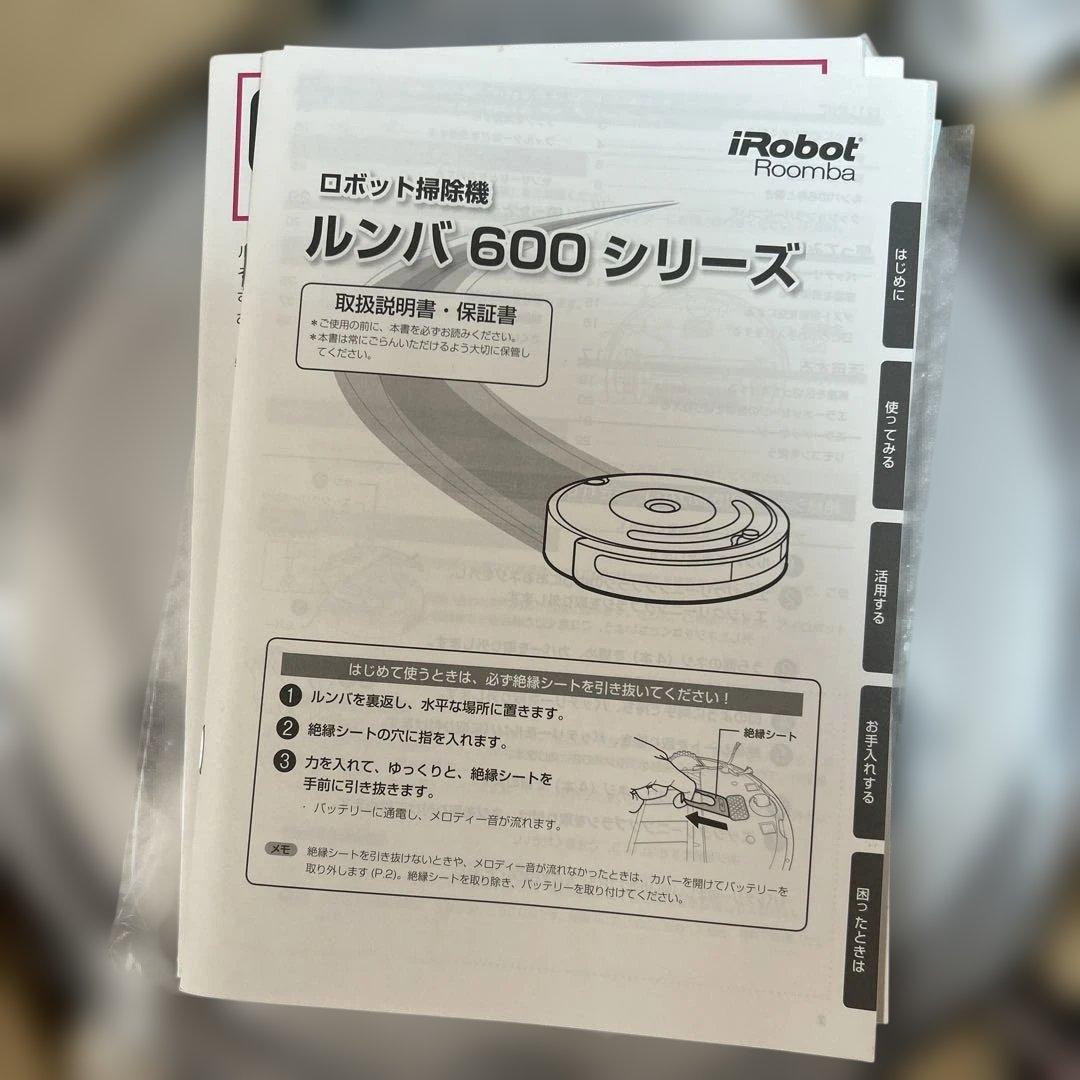 iRobot
Roomba
ロボット掃除機
ルンバ 600 シリーズ
取扱説明書・保証書
＊ご使用の前に、本書を必ずお読みください。
＊本書は常にごらんいただけるよう大切に保管し
てください。
はじめに
使ってみる
活用する
お手入れする
困ったときは
はじめて使うときは、必ず絶縁シートを引き抜いてください！
1 ルンバを裏返し、水平な場所に置きます。
2 絶縁シートの穴に指を入れます。
3 力を入れて、ゆっくりと、絶縁シートを
手前に引き抜きます。
・ バッテリーに通電し、メロディー音が流れます。
絶縁シート
メモ 絶縁シートを引き抜けないときや、メロディー音が流れなかったときは、カバーを開けてバッテリーを
取り外します (P.2)。絶縁シートを取り除き、バッテリーを取り付けてください。